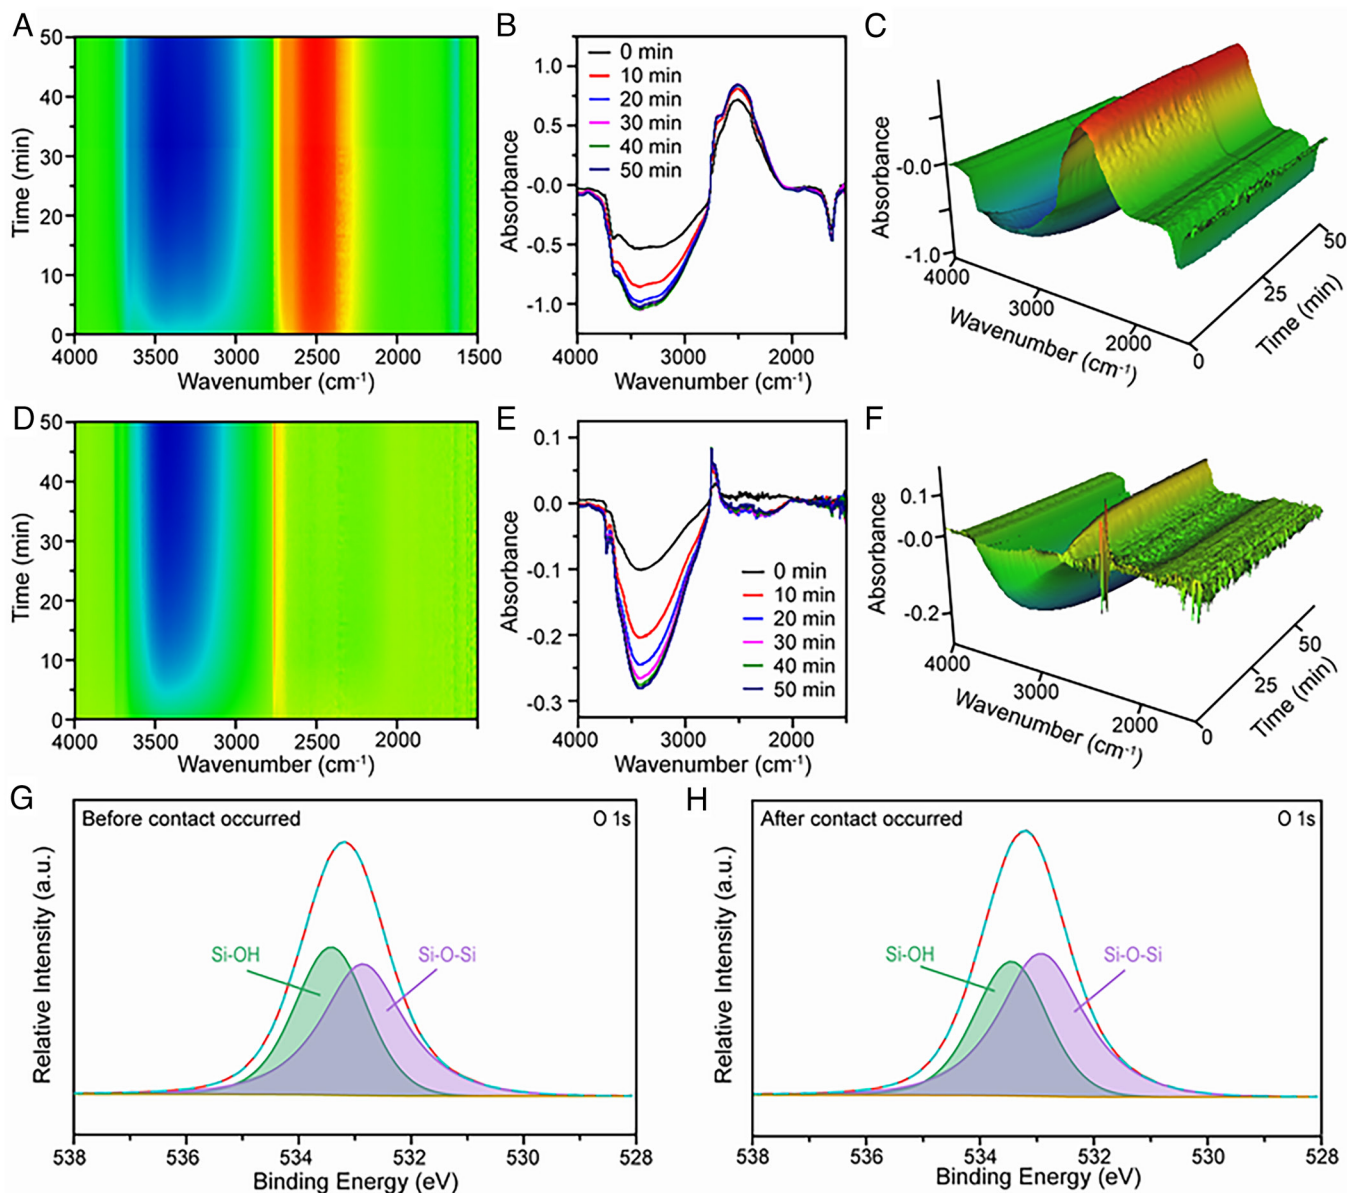 A
50
40
30
20
10
0
Time (min)
4000 3500 3000 2500 2000 1500
Wavenumber (cm⁻¹)
B
0 min
10 min
20 min
30 min
40 min
50 min
1.0
0.5
-0.0
-0.5
-1.0
Absorbance
4000 3000 2000
Wavenumber (cm⁻¹)
C
-0.0
-1.0
Absorbance
4000
3000
2000
Wavenumber (cm⁻¹)
0
25
50
Time (min)
D
50
40
30
20
10
0
Time (min)
4000 3500 3000 2500 2000
Wavenumber (cm⁻¹)
E
0.1
0.0
-0.1
-0.2
-0.3
Absorbance
0 min
10 min
20 min
30 min
40 min
50 min
4000 3000 2000
Wavenumber (cm⁻¹)
F
0.1
-0.0
-0.2
Absorbance
4000
3000
2000
Wavenumber (cm⁻¹)
0
25
50
Time (min)
G
Before contact occurred O 1s
Si-OH
Si-O-Si
Relative Intensity (a.u.)
538 536 534 532 530 528
Binding Energy (eV)
H
After contact occurred O 1s
Si-OH
Si-O-Si
Relative Intensity (a.u.)
538 536 534 532 530 528
Binding Energy (eV)